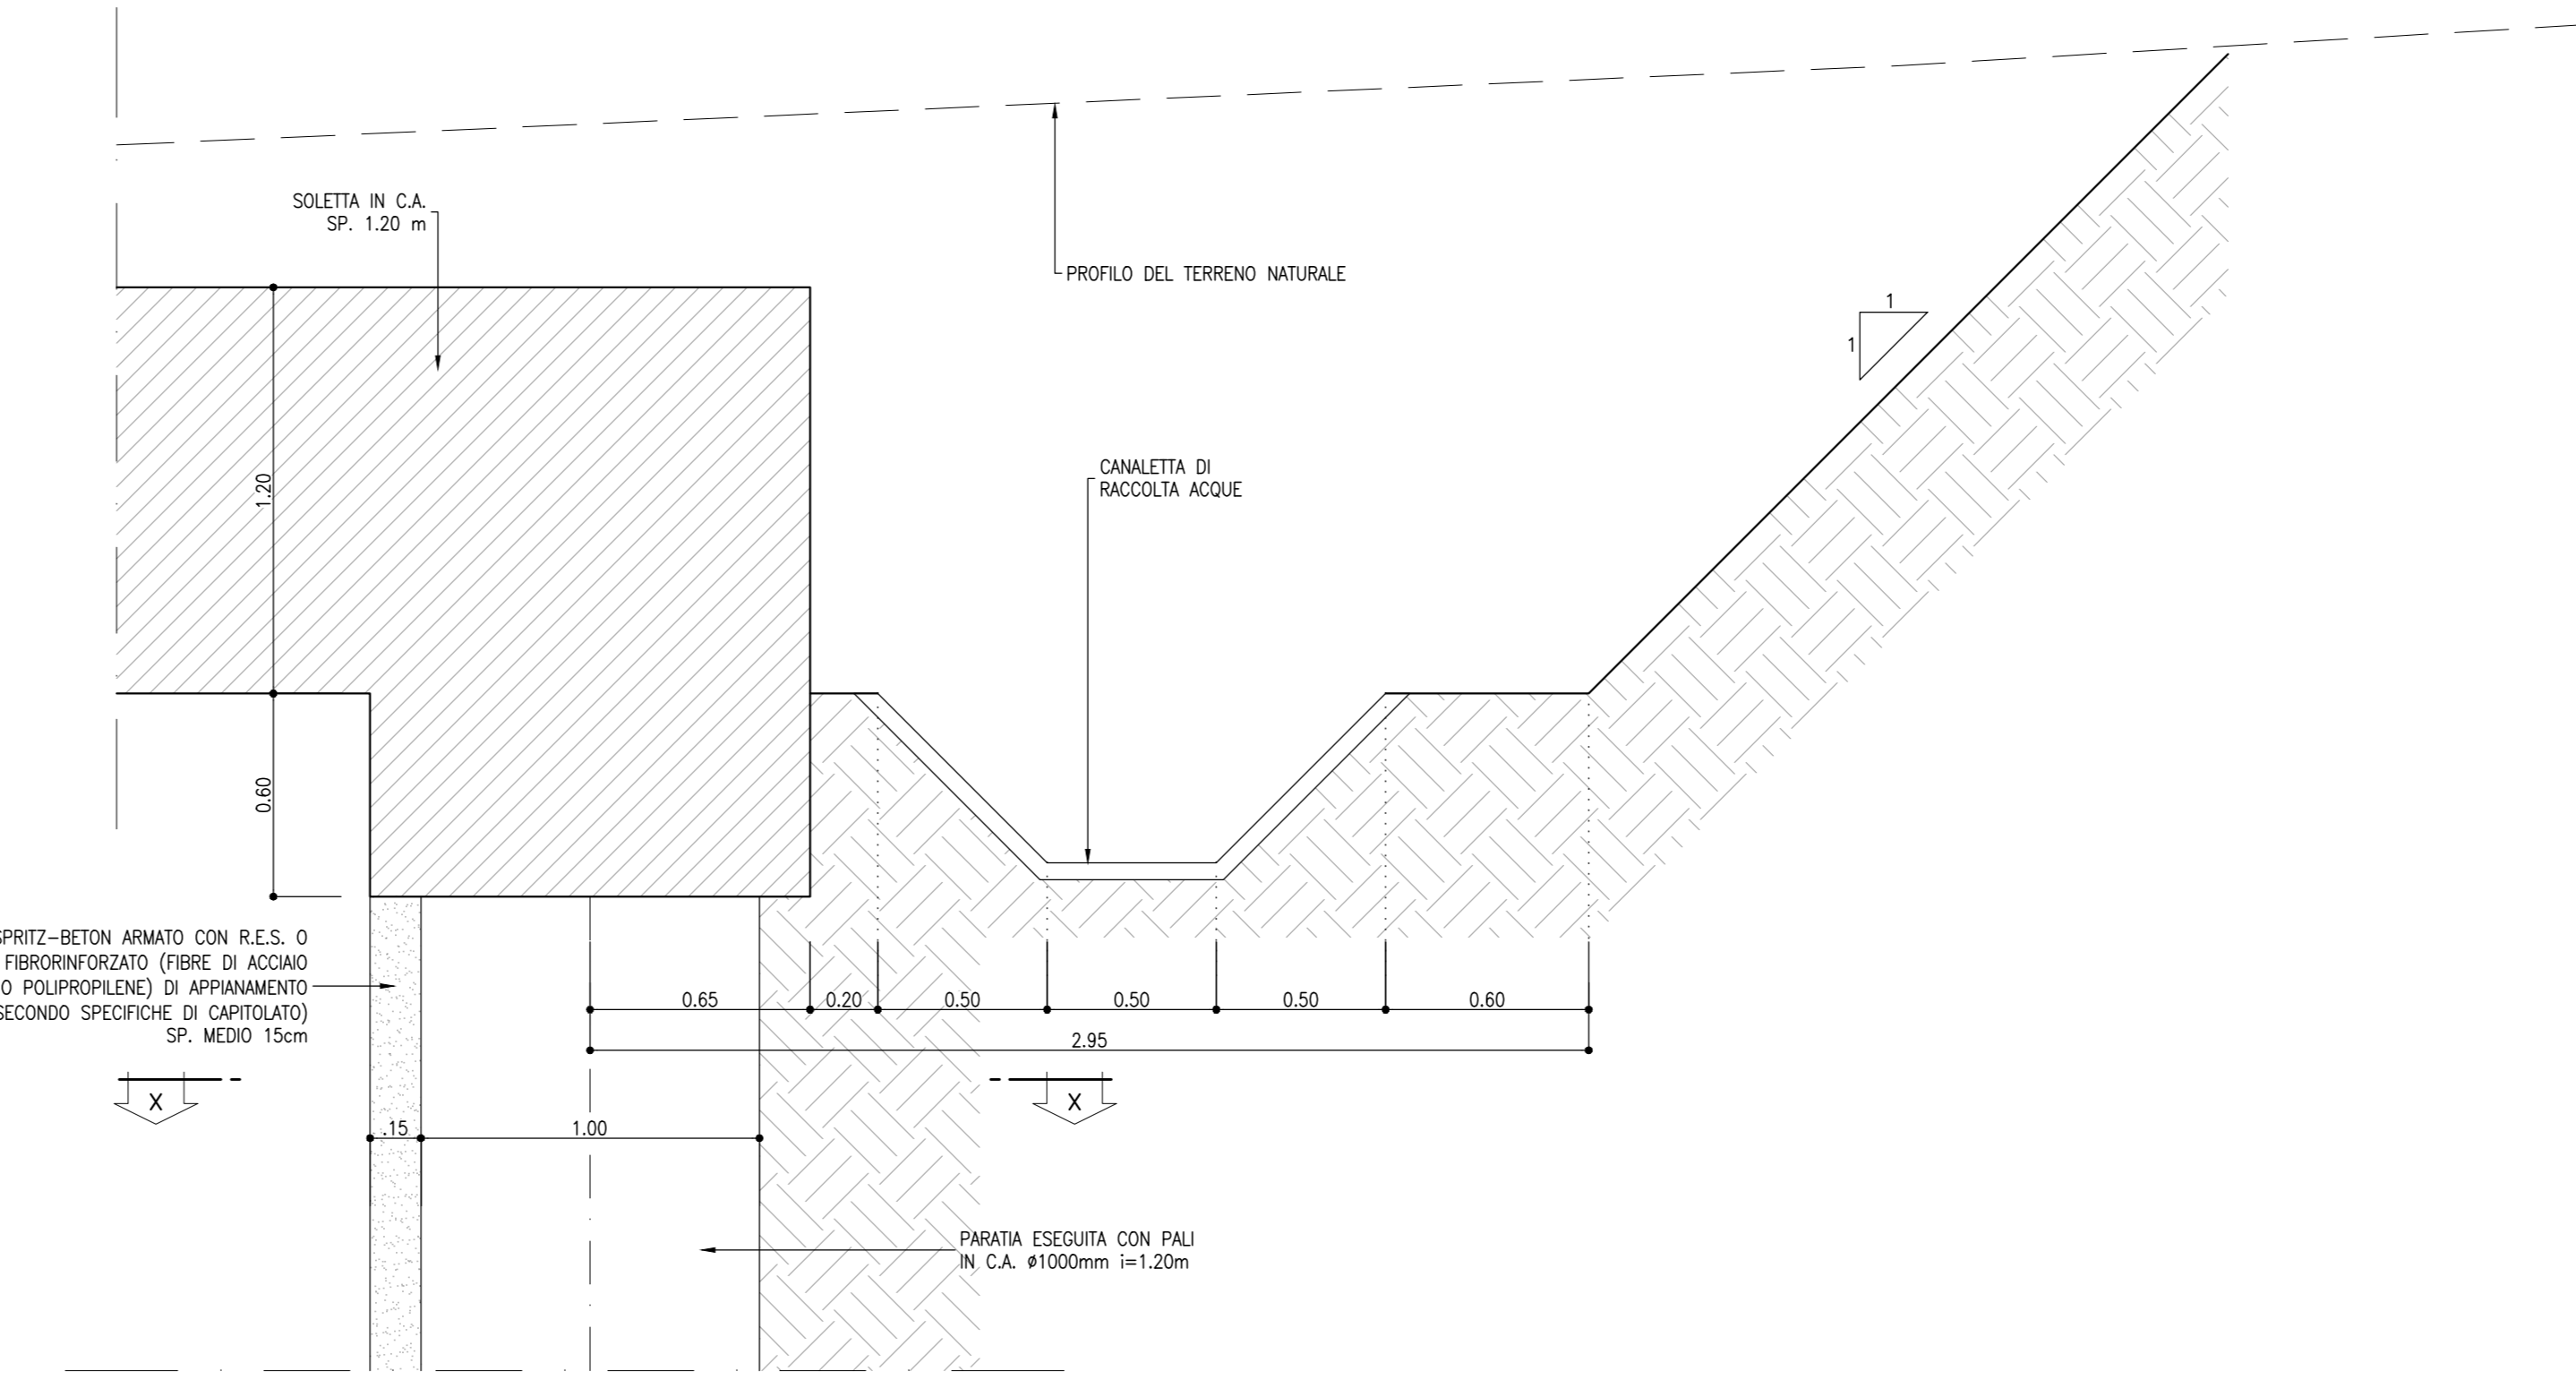 SOLETTA IN C.A.
SP. 1.20 m
PROFILO DEL TERRENO NATURALE
1
1
CANALETTA DI
RACCOLTA ACQUE
1.20
0.60
SPRITZ-BETON ARMATO CON R.E.S. O
FIBRORINFORZATO (FIBRE DI ACCIAIO
O POLIPROPILENE) DI APPIANAMENTO
SECONDO SPECIFICHE DI CAPITOLATO)
SP. MEDIO 15cm
0.65 0.20 0.50 0.50 0.50 0.60
2.95
X X
.15 1.00
PARATIA ESEGUITA CON PALI
IN C.A. ø1000mm i=1.20m